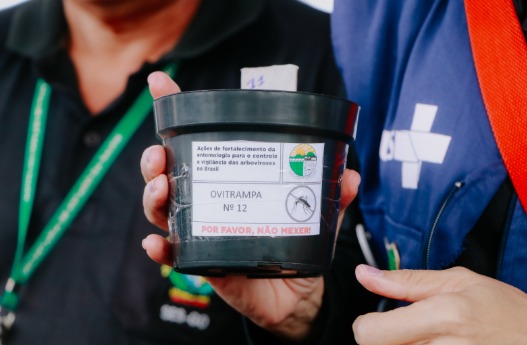 11
Ações de fortalecimento da
entomologia para o controle
e vigilância das arboviroses
no Brasil
OVITRAMPA
Nº 12
POR FAVOR, NÃO MEXER!